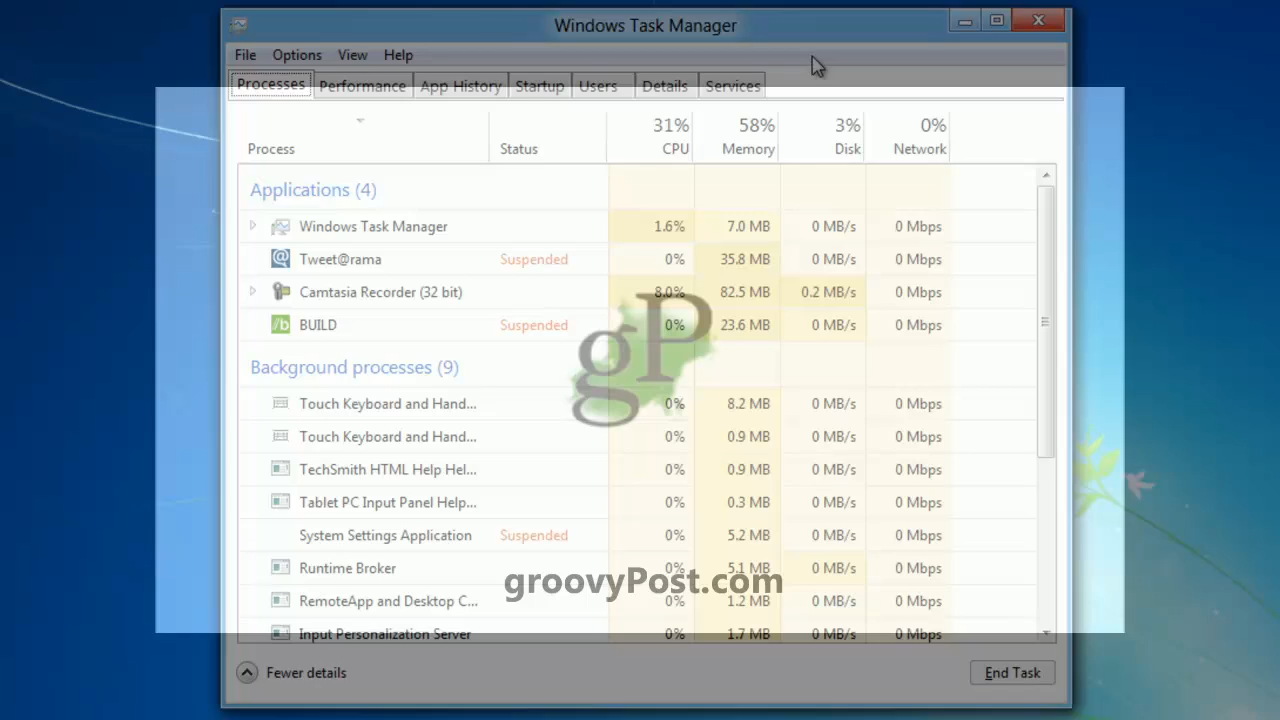 Windows Task Manager
File Options View Help
Processes Performance App History Startup Users Details Services
31% 58% 3% 0%
Process Status CPU Memory Disk Network
Applications (4)
Windows Task Manager 1.6% 7.0 MB 0 MB/s 0 Mbps
Tweet@rama Suspended 0% 35.8 MB 0 MB/s 0 Mbps
Camtasia Recorder (32 bit) 8.0% 82.5 MB 0.2 MB/s 0 Mbps
BUILD Suspended 0% 23.6 MB 0 MB/s 0 Mbps
gP
Background processes (9)
Touch Keyboard and Hand... 0% 8.2 MB 0 MB/s 0 Mbps
Touch Keyboard and Hand... 0% 0.9 MB 0 MB/s 0 Mbps
TechSmith HTML Help Hel... 0% 0.9 MB 0 MB/s 0 Mbps
Tablet PC Input Panel Help... 0% 0.3 MB 0 MB/s 0 Mbps
System Settings Application Suspended 0% 5.2 MB 0 MB/s 0 Mbps
Runtime Broker 0% 5.1 MB 0 MB/s 0 Mbps
groovyPost.com
RemoteApp and Desktop C... 0% 1.2 MB 0 MB/s 0 Mbps
Input Personalization Server 0% 1.7 MB 0 MB/s 0 Mbps
Fewer details End Task